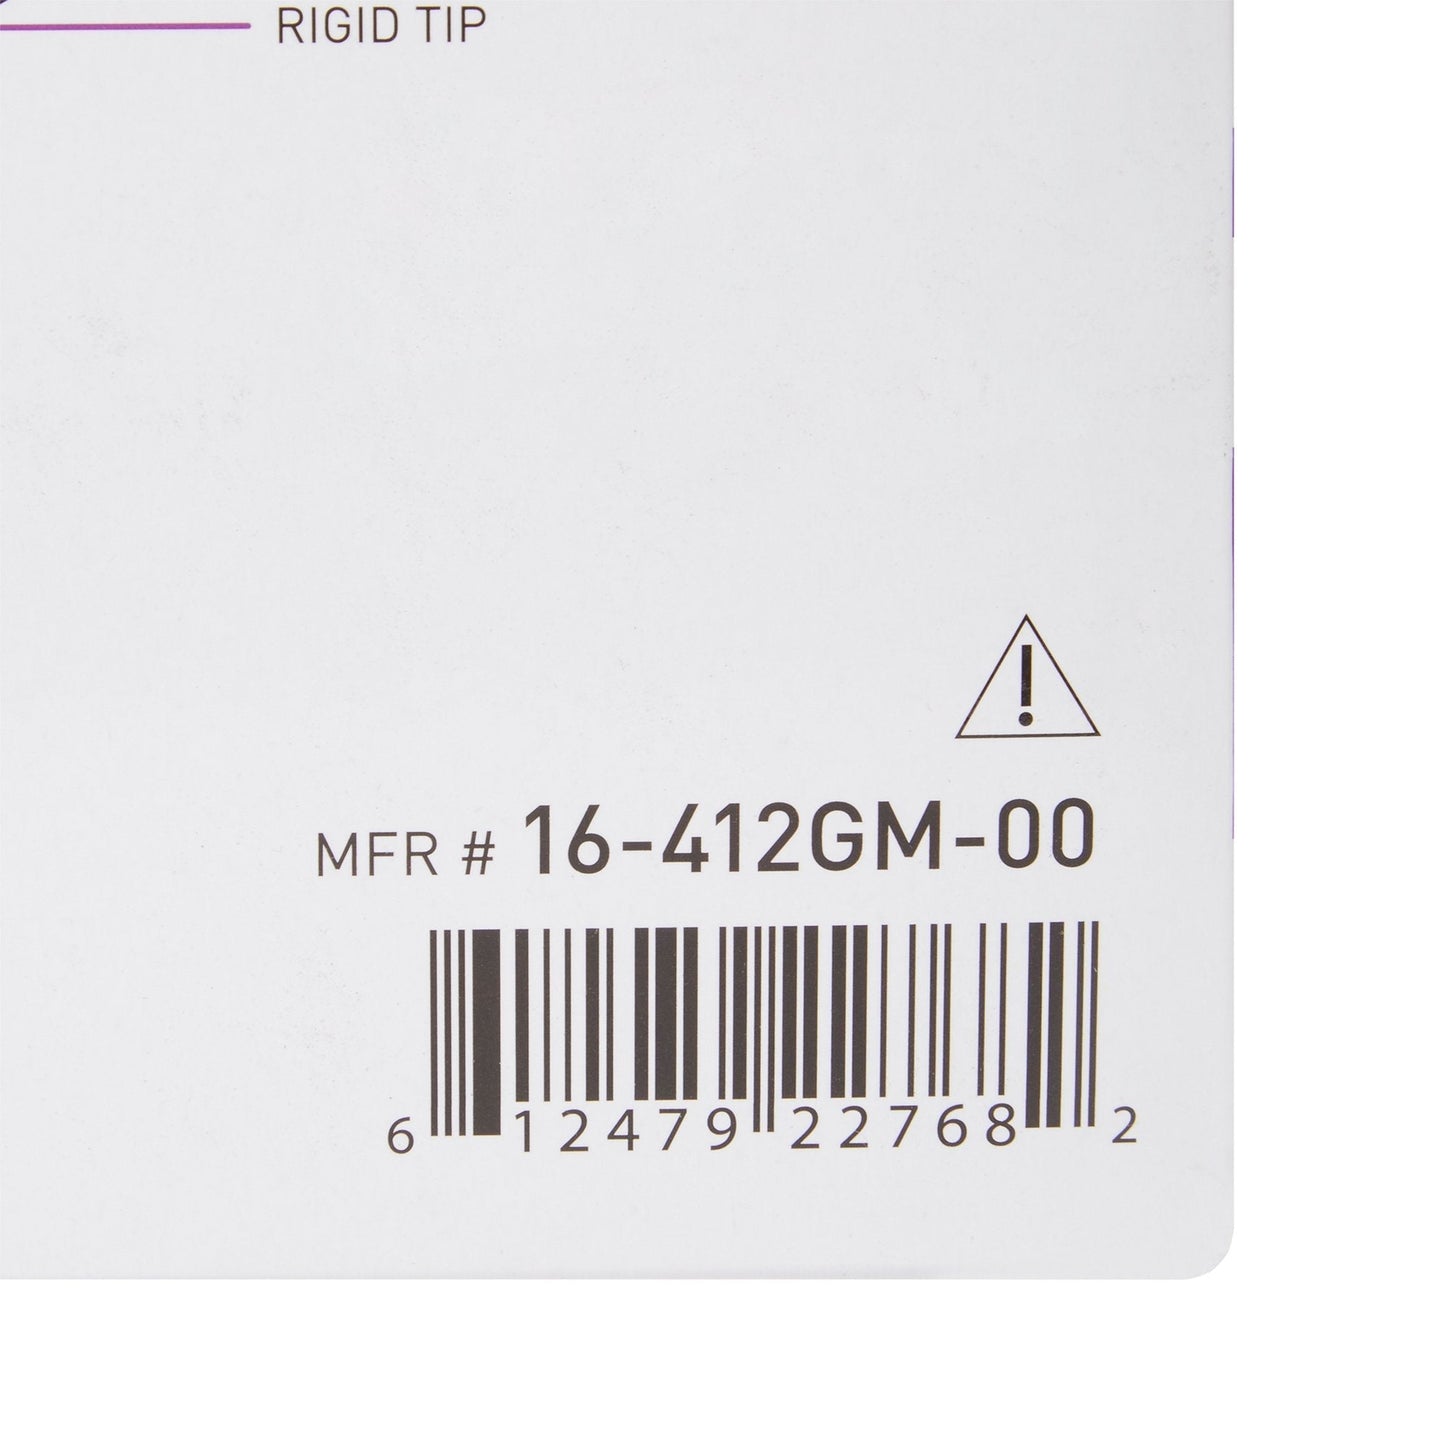 RIGID TIP
!
MFR # 16-412GM-00
6 12479 22768 2